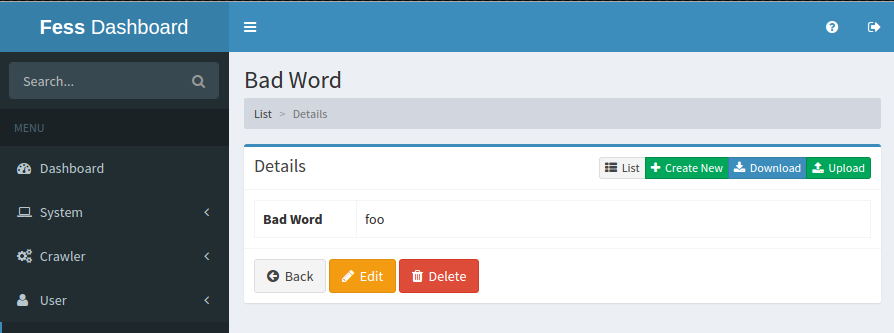 Fess Dashboard
Search...
MENU
Dashboard
System
Crawler
User
Bad Word
List > Details
Details
List Create New Download Upload
Bad Word foo
Back Edit Delete